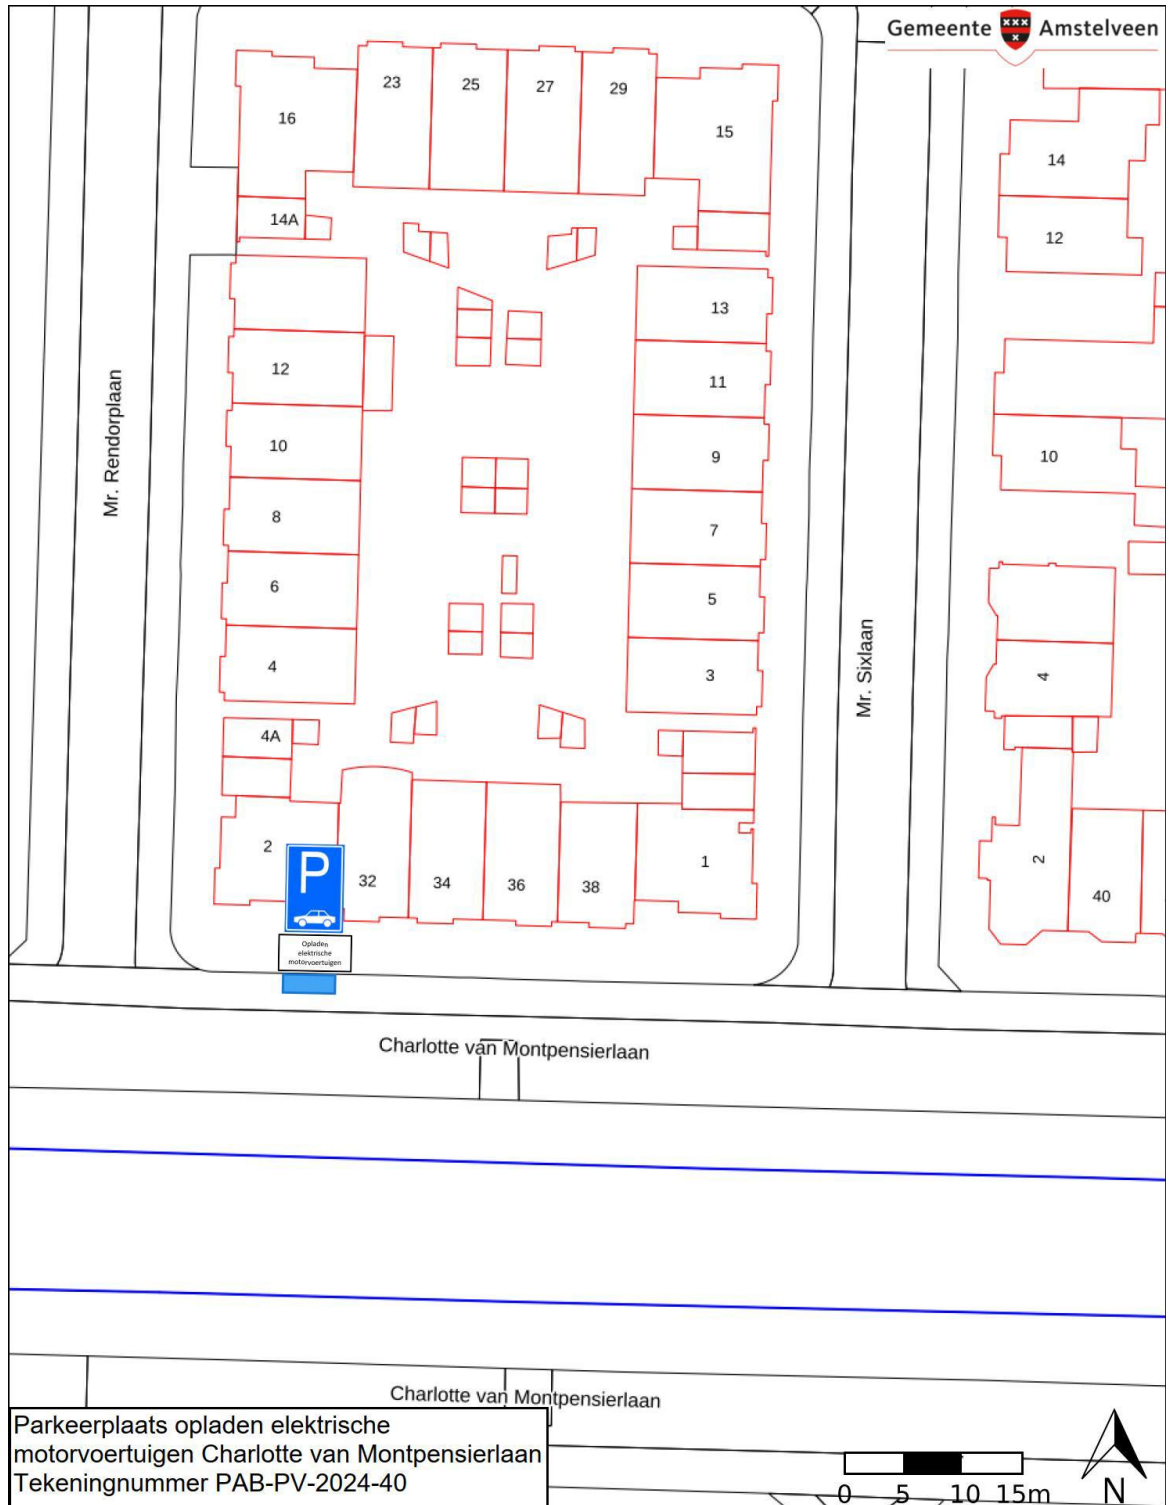 Gemeente Amstelveen
23
25
27
29
16
15
14
14A
12
13
12
11
10
9
10
8
7
6
5
4
3
4
4A
2
1
2
32
34
36
38
40
Mr. Rendorplaan
Mr. Sixlaan
P
Opladen
elektrische
motorvoertuigen
Charlotte van Montpensierlaan
Charlotte van Montpensierlaan
Parkeerplaats opladen elektrische
motorvoertuigen Charlotte van Montpensierlaan
Tekeningnummer PAB-PV-2024-40
0 5 10 15m
N